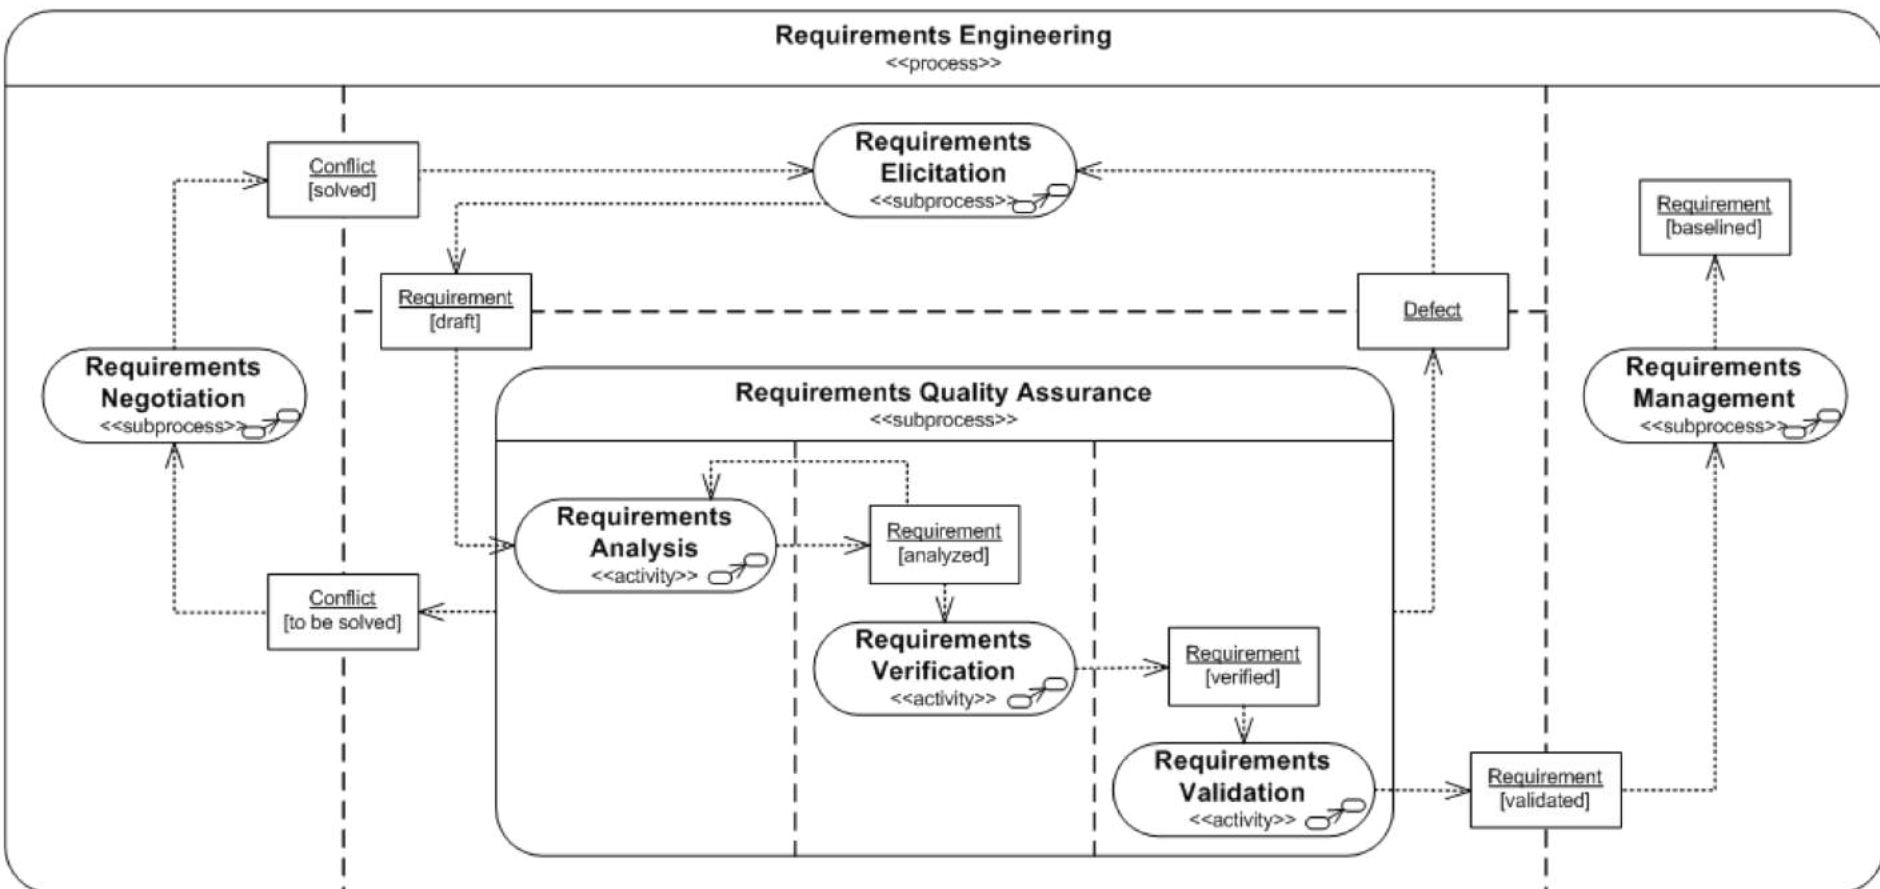 Requirements Engineering
<<process>>
Conflict
[solved]
Requirements
Elicitation
<<subprocess>>
Requirement
[baselined]
Requirement
[draft]
Defect
Requirements
Negotiation
<<subprocess>>
Requirements Quality Assurance
<<subprocess>>
Requirements
Management
<<subprocess>>
Requirements
Analysis
<<activity>>
Requirement
[analyzed]
Conflict
[to be solved]
Requirements
Verification
<<activity>>
Requirement
[verified]
Requirements
Validation
<<activity>>
Requirement
[validated]